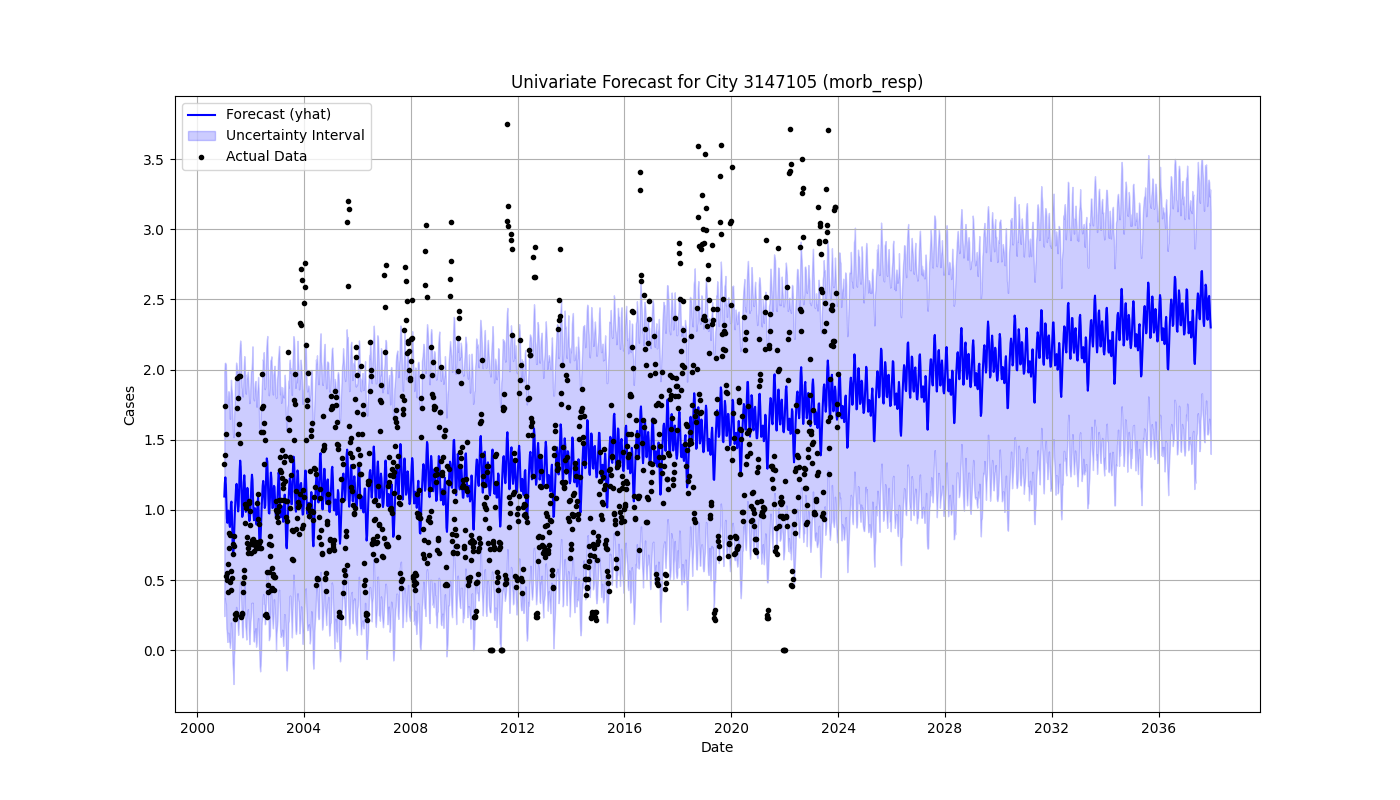 Univariate Forecast for City 3147105 (morb_resp)
Forecast (yhat)
Uncertainty Interval
Actual Data
3.5
3.0
2.5
2.0
1.5
1.0
0.5
0.0
Cases
2000 2004 2008 2012 2016 2020 2024 2028 2032 2036
Date